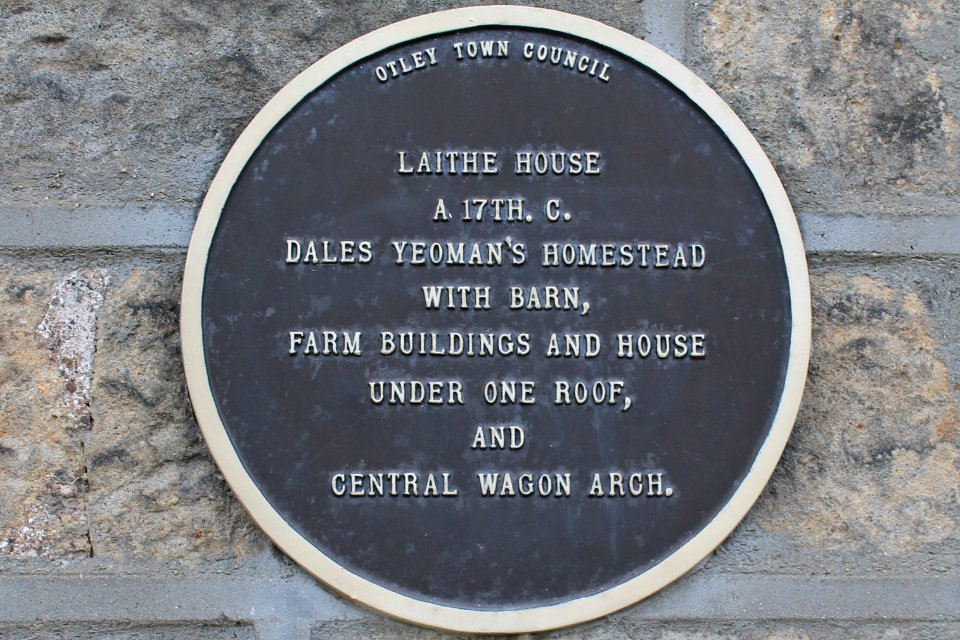 OTLEY TOWN COUNCIL
LAITHE HOUSE
A 17TH. C.
DALES YEOMAN'S HOMESTEAD
WITH BARN,
FARM BUILDINGS AND HOUSE
UNDER ONE ROOF,
AND
CENTRAL WAGON ARCH.